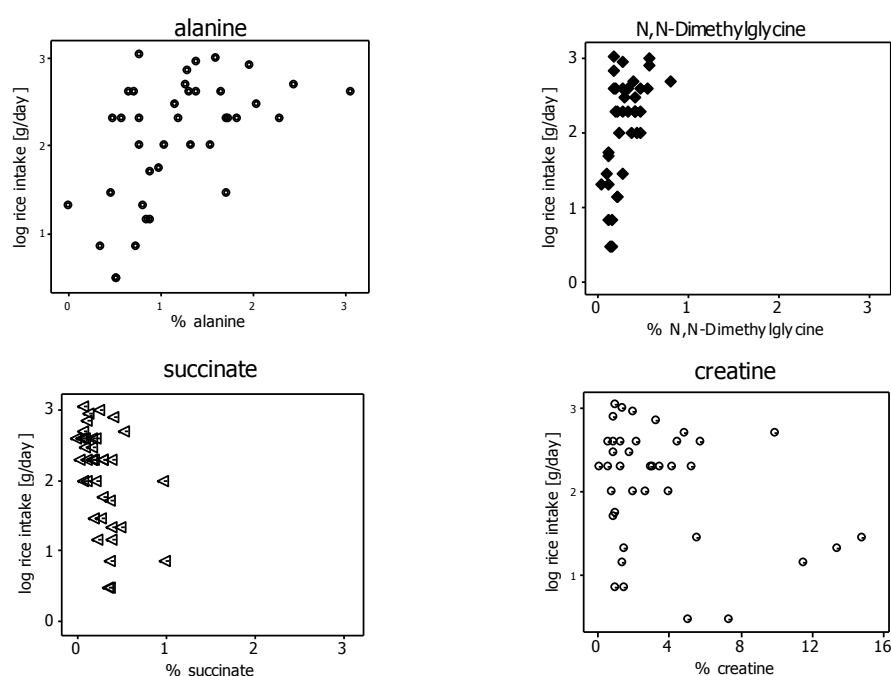 alanine
log rice intake [g/day]
3
2
1
0
1
2
3
% alanine
N,N-Dimethylglycine
log rice intake [g/day ]
3
2
1
0
0
1
2
3
% N,N-Dimethylglycine
succinate
log rice intake [g/day ]
3
2
1
0
0
1
2
3
% succinate
creatine
log rice intake [g/day ]
3
2
1
0
4
8
12
16
% creatine